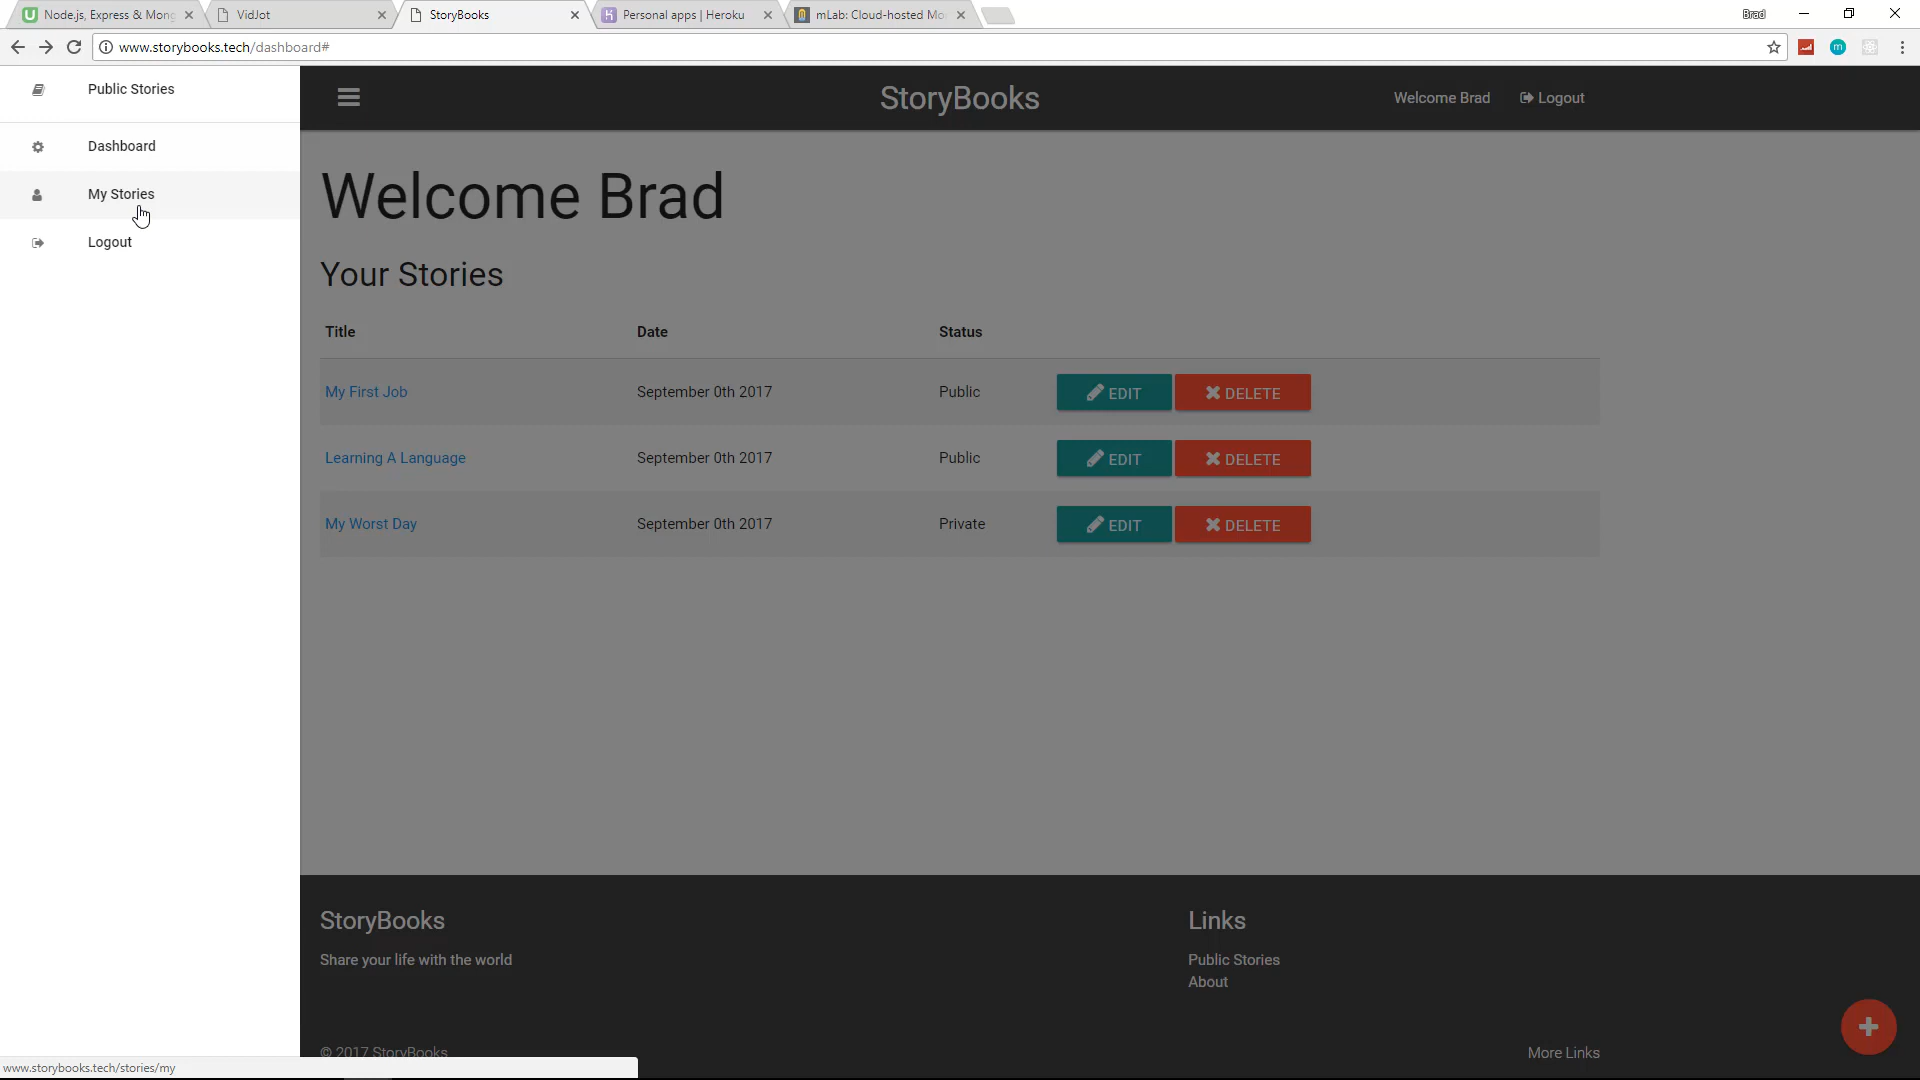 Node.js, Express & Mong
VidJot
StoryBooks
Personal apps | Heroku
mLab: Cloud-hosted Mo
Brad
www.storybooks.tech/dashboard#
Public Stories
Dashboard
My Stories
Logout
StoryBooks
Welcome Brad
Logout
Welcome Brad
Your Stories
Title Date Status
My First Job September 0th 2017 Public EDIT DELETE
Learning A Language September 0th 2017 Public EDIT DELETE
My Worst Day September 0th 2017 Private EDIT DELETE
StoryBooks
Share your life with the world
Links
Public Stories
About
© 2017 StoryBooks
More Links
www.storybooks.tech/stories/my